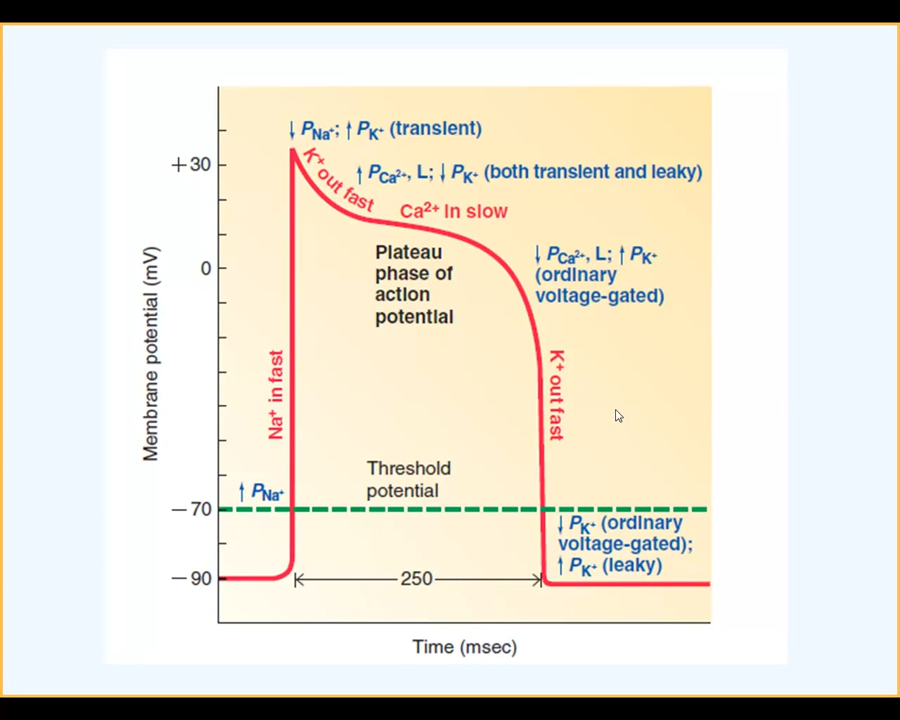 ↓ PNa⁺; ↑ PK⁺ (transient)
+30
K⁺ out fast
↑ PCa²⁺, L; ↓ PK⁺ (both transient and leaky)
Ca²⁺ in slow
Plateau
phase of
action
potential
0
↓ PCa²⁺, L; ↑ PK⁺
(ordinary
voltage-gated)
Membrane potential (mV)
Na⁺ in fast
K⁺ out fast
Threshold
potential
↑ PNa⁺
−70
↓ PK⁺ (ordinary
voltage-gated);
↑ PK⁺ (leaky)
−90
250
Time (msec)